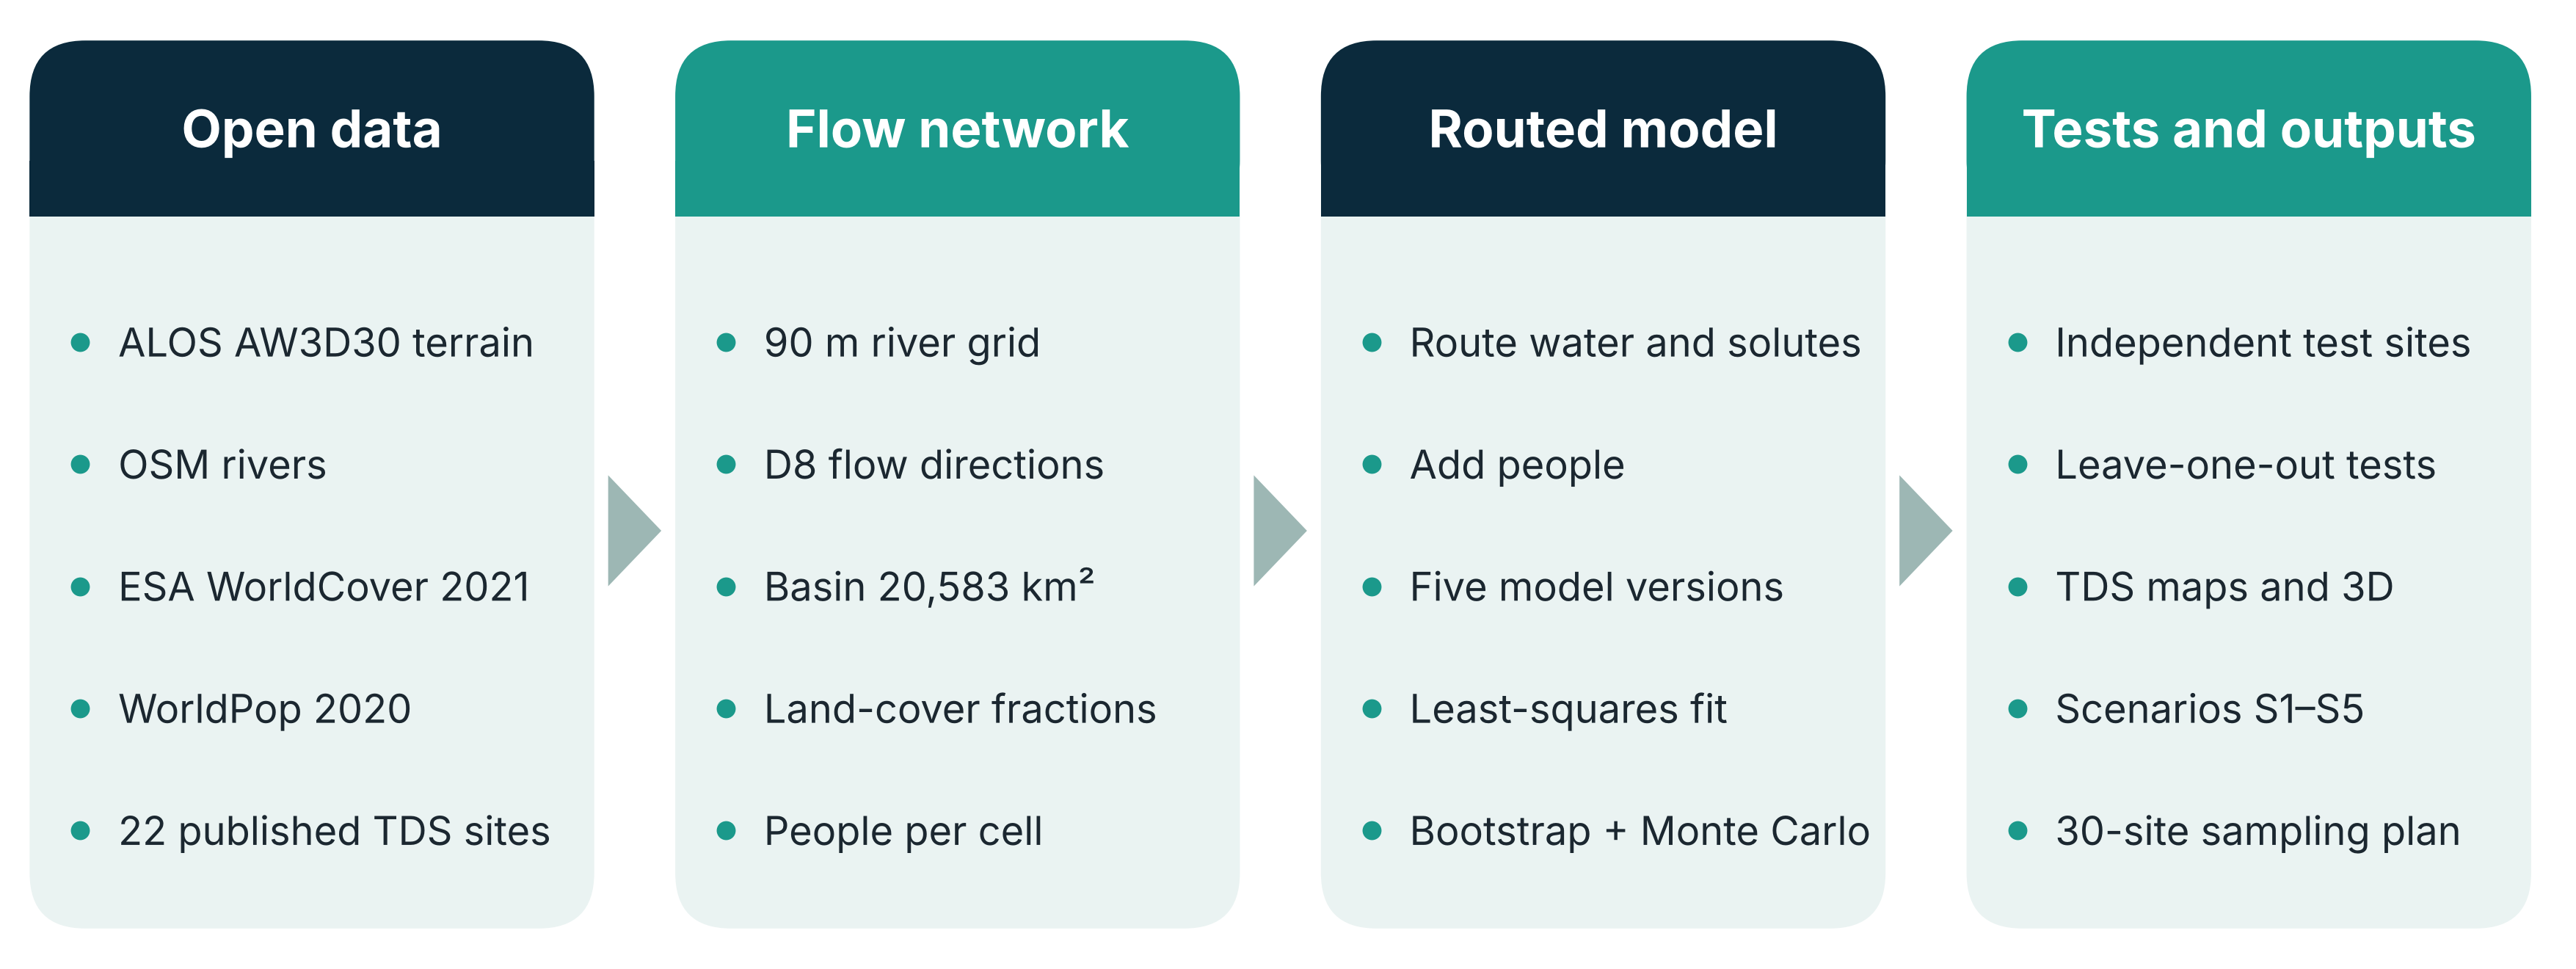 Open data
ALOS AW3D30 terrain
OSM rivers
ESA WorldCover 2021
WorldPop 2020
22 published TDS sites
Flow network
90 m river grid
D8 flow directions
Basin 20,583 km²
Land-cover fractions
People per cell
Routed model
Route water and solutes
Add people
Five model versions
Least-squares fit
Bootstrap + Monte Carlo
Tests and outputs
Independent test sites
Leave-one-out tests
TDS maps and 3D
Scenarios S1–S5
30-site sampling plan